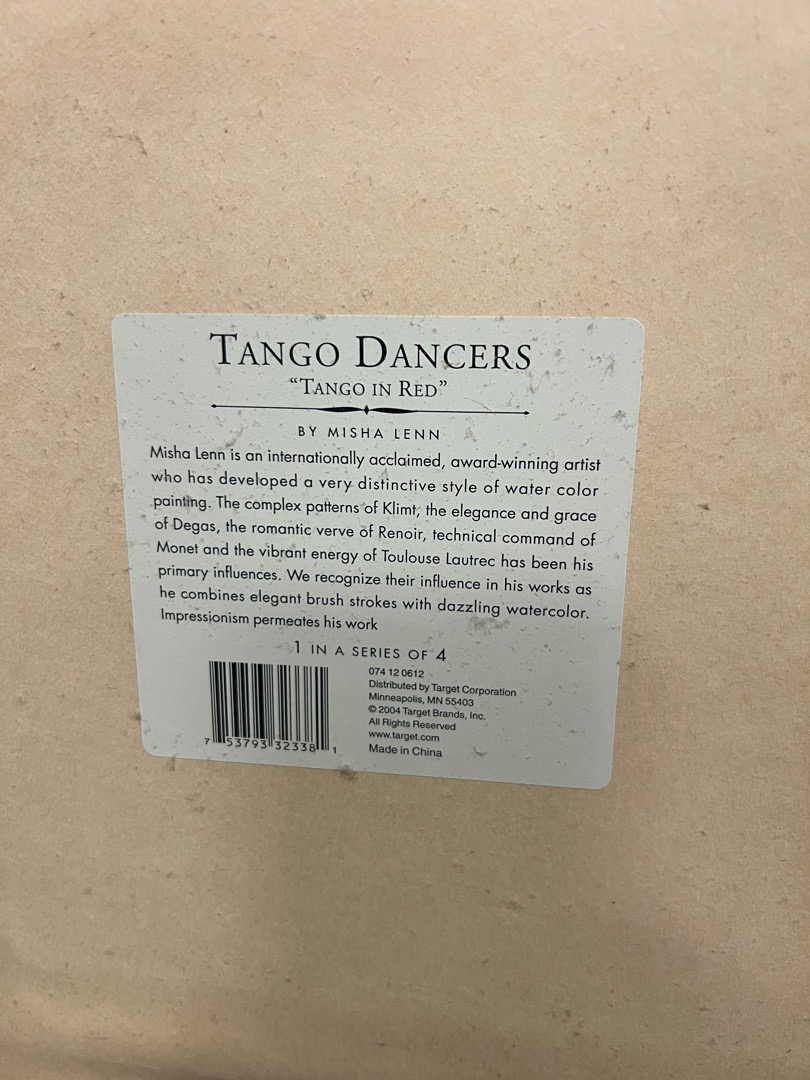 TANGO DANCERS
“TANGO IN RED”
BY MISHA LENN
Misha Lenn is an internationally acclaimed, award-winning artist
who has developed a very distinctive style of water color
painting. The complex patterns of Klimt, the elegance and grace
of Degas, the romantic verve of Renoir, technical command of
Monet and the vibrant energy of Toulouse Lautrec has been his
primary influences. We recognize their influence in his works as
he combines elegant brush strokes with dazzling watercolor.
Impressionism permeates his work
1 IN A SERIES OF 4
074 12 0612
Distributed by Target Corporation
Minneapolis, MN 55403
© 2004 Target Brands, Inc.
All Rights Reserved
www.target.com
Made in China
7 53793 32338 1